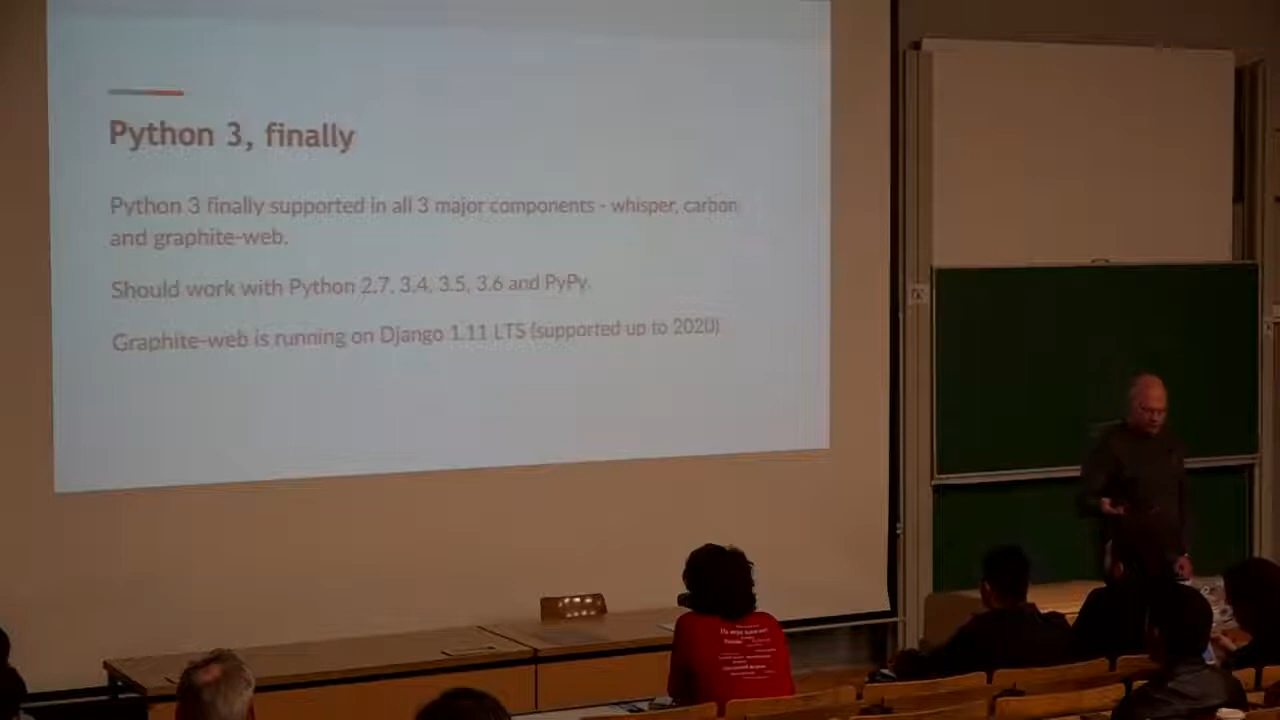 Python 3, finally
Python 3 finally supported in all 3 major components - whisper, carbon
and graphite-web.
Should work with Python 2.7, 3.4, 3.5, 3.6 and PyPy.
Graphite-web is running on Django 1.11 LTS (supported up to 2020)